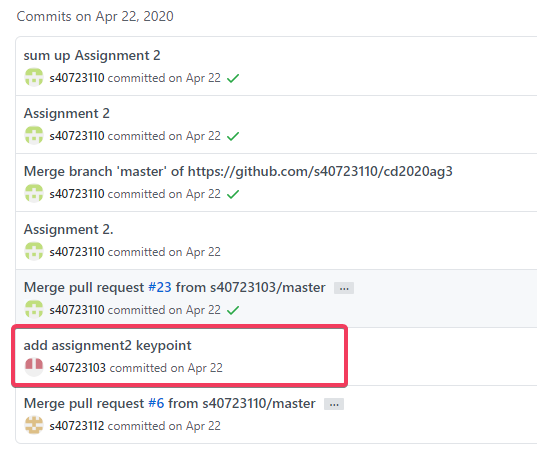 Commits on Apr 22, 2020
sum up Assignment 2
s40723110 committed on Apr 22
Assignment 2
s40723110 committed on Apr 22
Merge branch 'master' of https://github.com/s40723110/cd2020ag3
s40723110 committed on Apr 22
Assignment 2.
s40723110 committed on Apr 22
Merge pull request #23 from s40723103/master ...
s40723110 committed on Apr 22
add assignment2 keypoint
s40723103 committed on Apr 22
Merge pull request #6 from s40723110/master ...
s40723112 committed on Apr 22